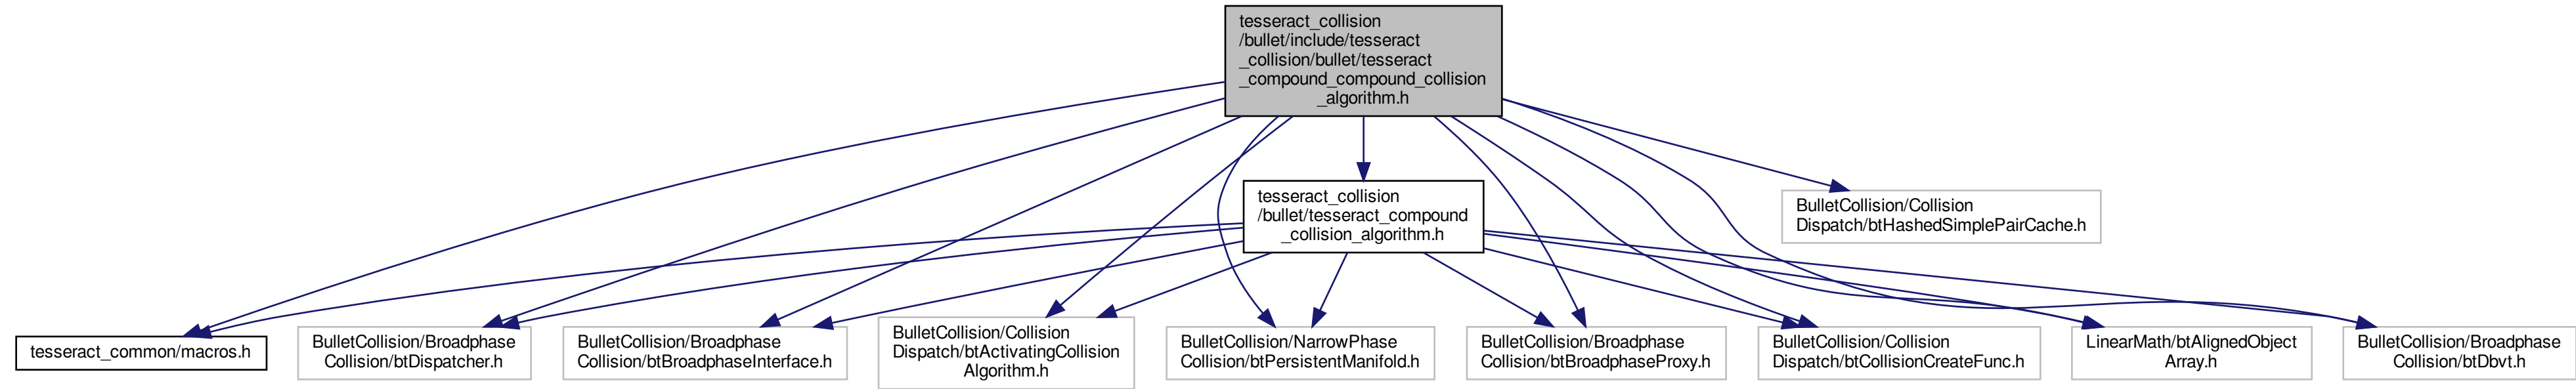 tesseract_collision
/bullet/include/tesseract
_collision/bullet/tesseract
_compound_compound_collision
_algorithm.h
tesseract_collision
/bullet/tesseract_compound
_collision_algorithm.h
BulletCollision/Collision
Dispatch/btHashedSimplePairCache.h
tesseract_common/macros.h
BulletCollision/Broadphase
Collision/btDispatcher.h
BulletCollision/Broadphase
Collision/btBroadphaseInterface.h
BulletCollision/Collision
Dispatch/btActivatingCollision
Algorithm.h
BulletCollision/NarrowPhase
Collision/btPersistentManifold.h
BulletCollision/Broadphase
Collision/btBroadphaseProxy.h
BulletCollision/Collision
Dispatch/btCollisionCreateFunc.h
LinearMath/btAlignedObject
Array.h
BulletCollision/Broadphase
Collision/btDbvt.h